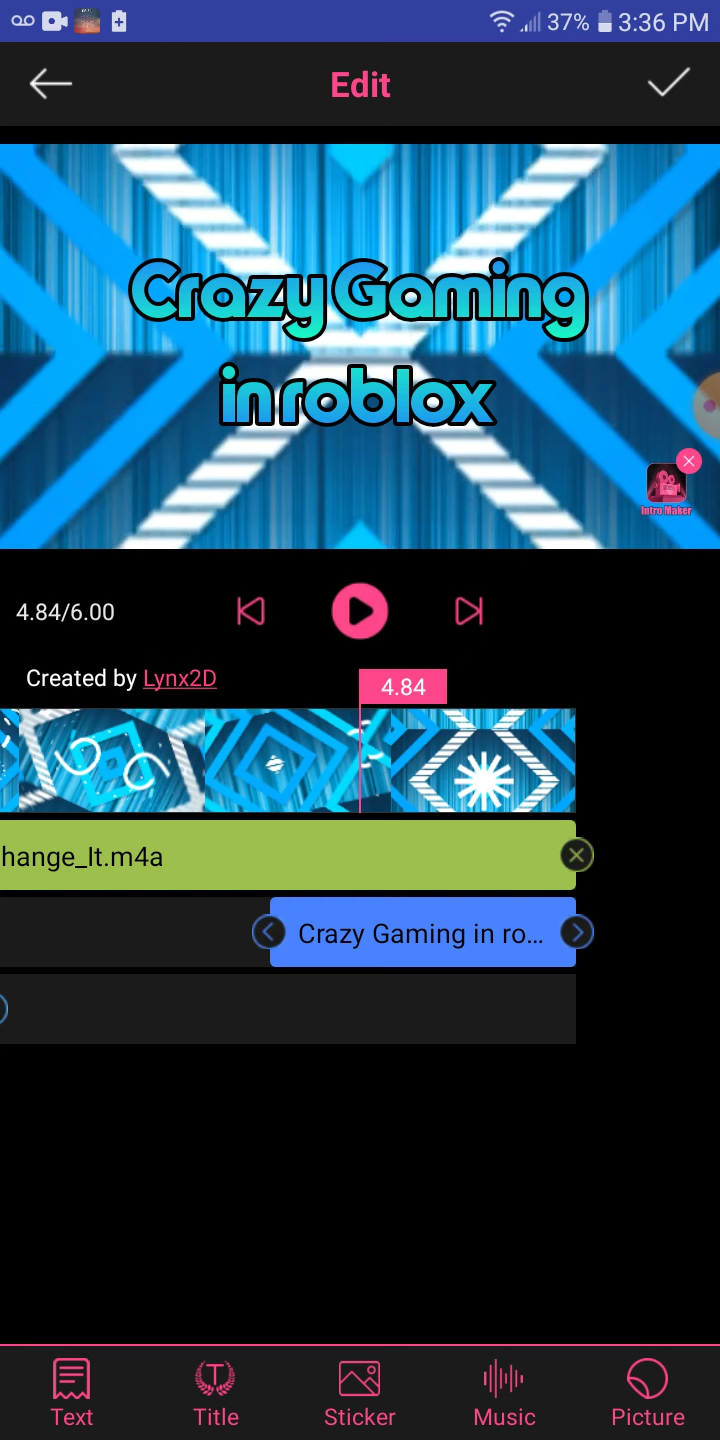 37% 3:36 PM
Edit
Crazy Gaming
in roblox
Intro Maker
4.84/6.00
Created by Lynx2D
4.84
hange_It.m4a
Crazy Gaming in ro...
Text Title Sticker Music Picture